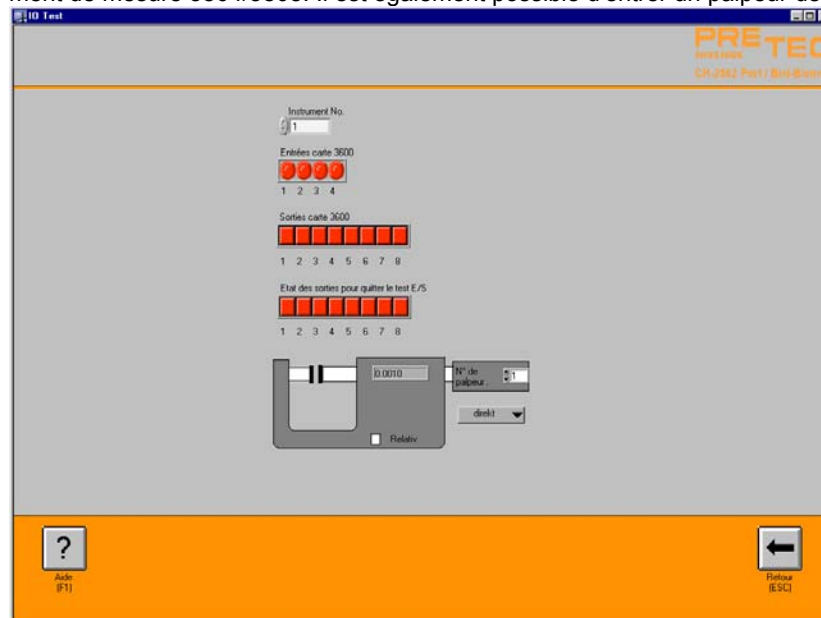 ment de mesure Il est également possible d'entrer un palpeur de
IO Test
PRETEC
CH-2562 Port / Biel-Bienn
Instrument No.
1
Entrées carte 3600
1 2 3 4
Sorties carte 3600
1 2 3 4 5 6 7 8
Etat des sorties pour quitter le test E/S
1 2 3 4 5 6 7 8
0.0010
N° de
palpeur. 1
direkt
Relativ
?
Aide
(F1)
Retour
(ESC)